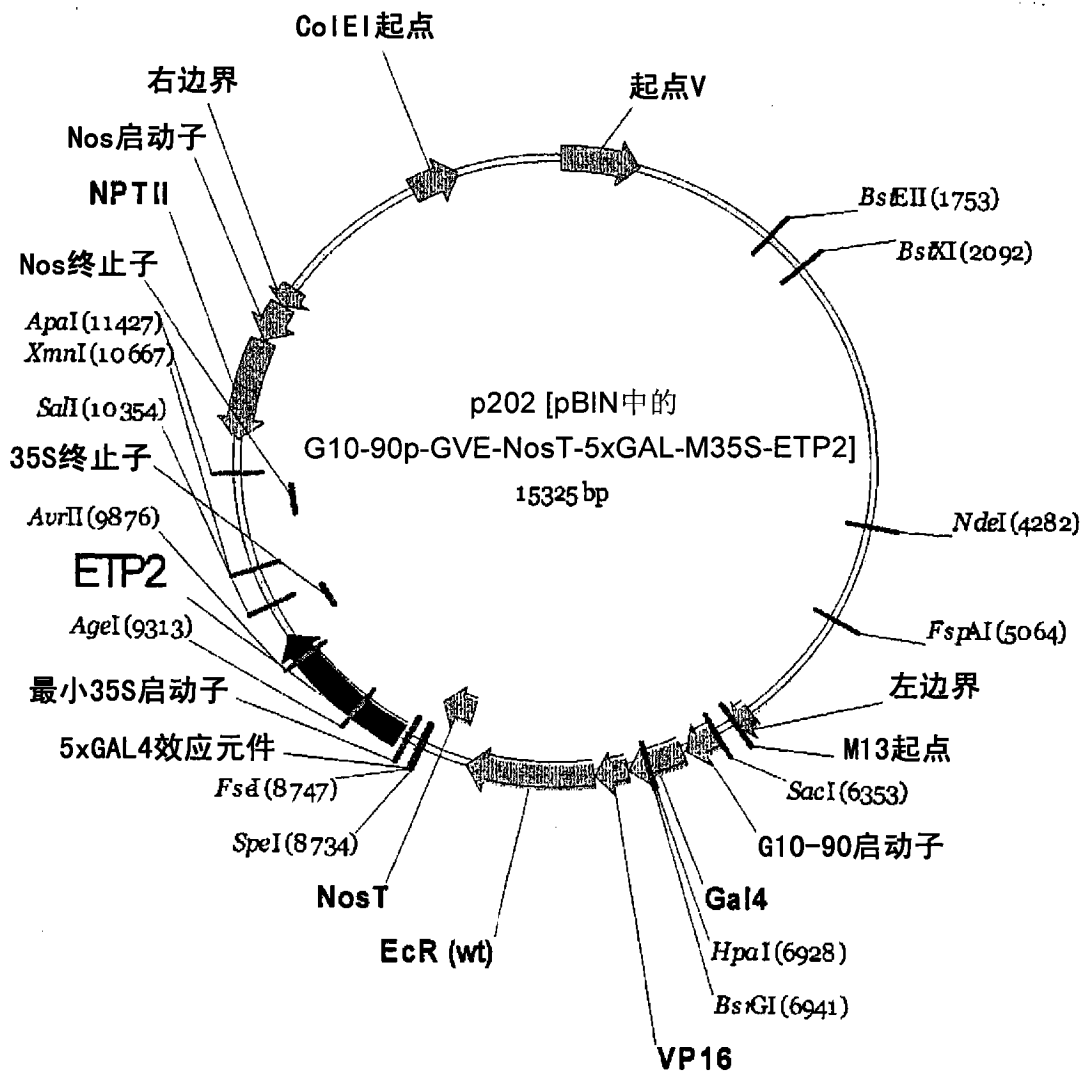 ColEI起点
右边界
起点V
Nos启动子
NPTII
BstEII(1753)
BstXI(2092)
Nos终止子
ApaI(11427)
XmnI(10667)
SalI(10354)
35S终止子
AvrII(9876)
ETP2
AgeI(9313)
最小35S启动子
5xGAL4效应元件
FseI(8747)
SpeI(8734)
NosT
EcR (wt)
p202 [pBIN中的
G10-90p-GVE-NosT-5xGAL-M35S-ETP2]
15325 bp
NdeI(4282)
FspAI(5064)
左边界
M13起点
SacI(6353)
G10-90启动子
Gal4
HpaI(6928)
BsrGI(6941)
VP16